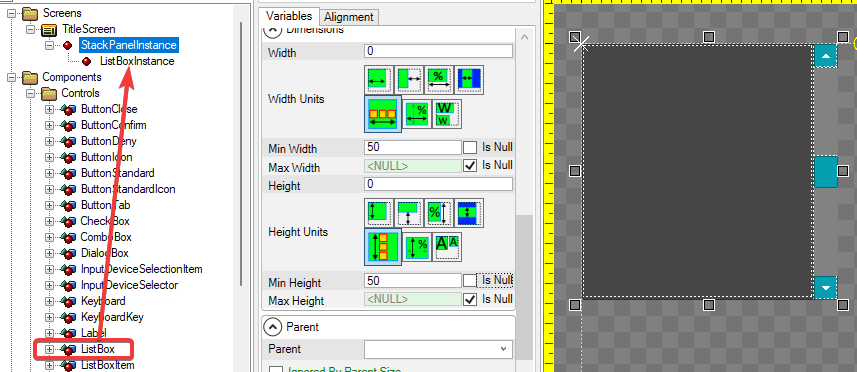 Screens
TitleScreen
StackPanelInstance
ListBoxInstance
Components
Controls
ButtonClose
ButtonConfirm
ButtonDeny
ButtonIcon
ButtonStandard
ButtonStandardIcon
ButtonTab
CheckBox
ComboBox
DialogBox
InputDeviceSelectionItem
InputDeviceSelector
Keyboard
KeyboardKey
Label
ListBox
ListBoxItem
Variables Alignment
Dimensions
Width 0
Width Units
%
% W w
Min Width 50 Is Null
Max Width <NULL> Is Null
Height 0
Height Units
%
% A A
Min Height 50 Is Null
Max Height <NULL> Is Null
Parent
Parent
Ignored By Parent Size